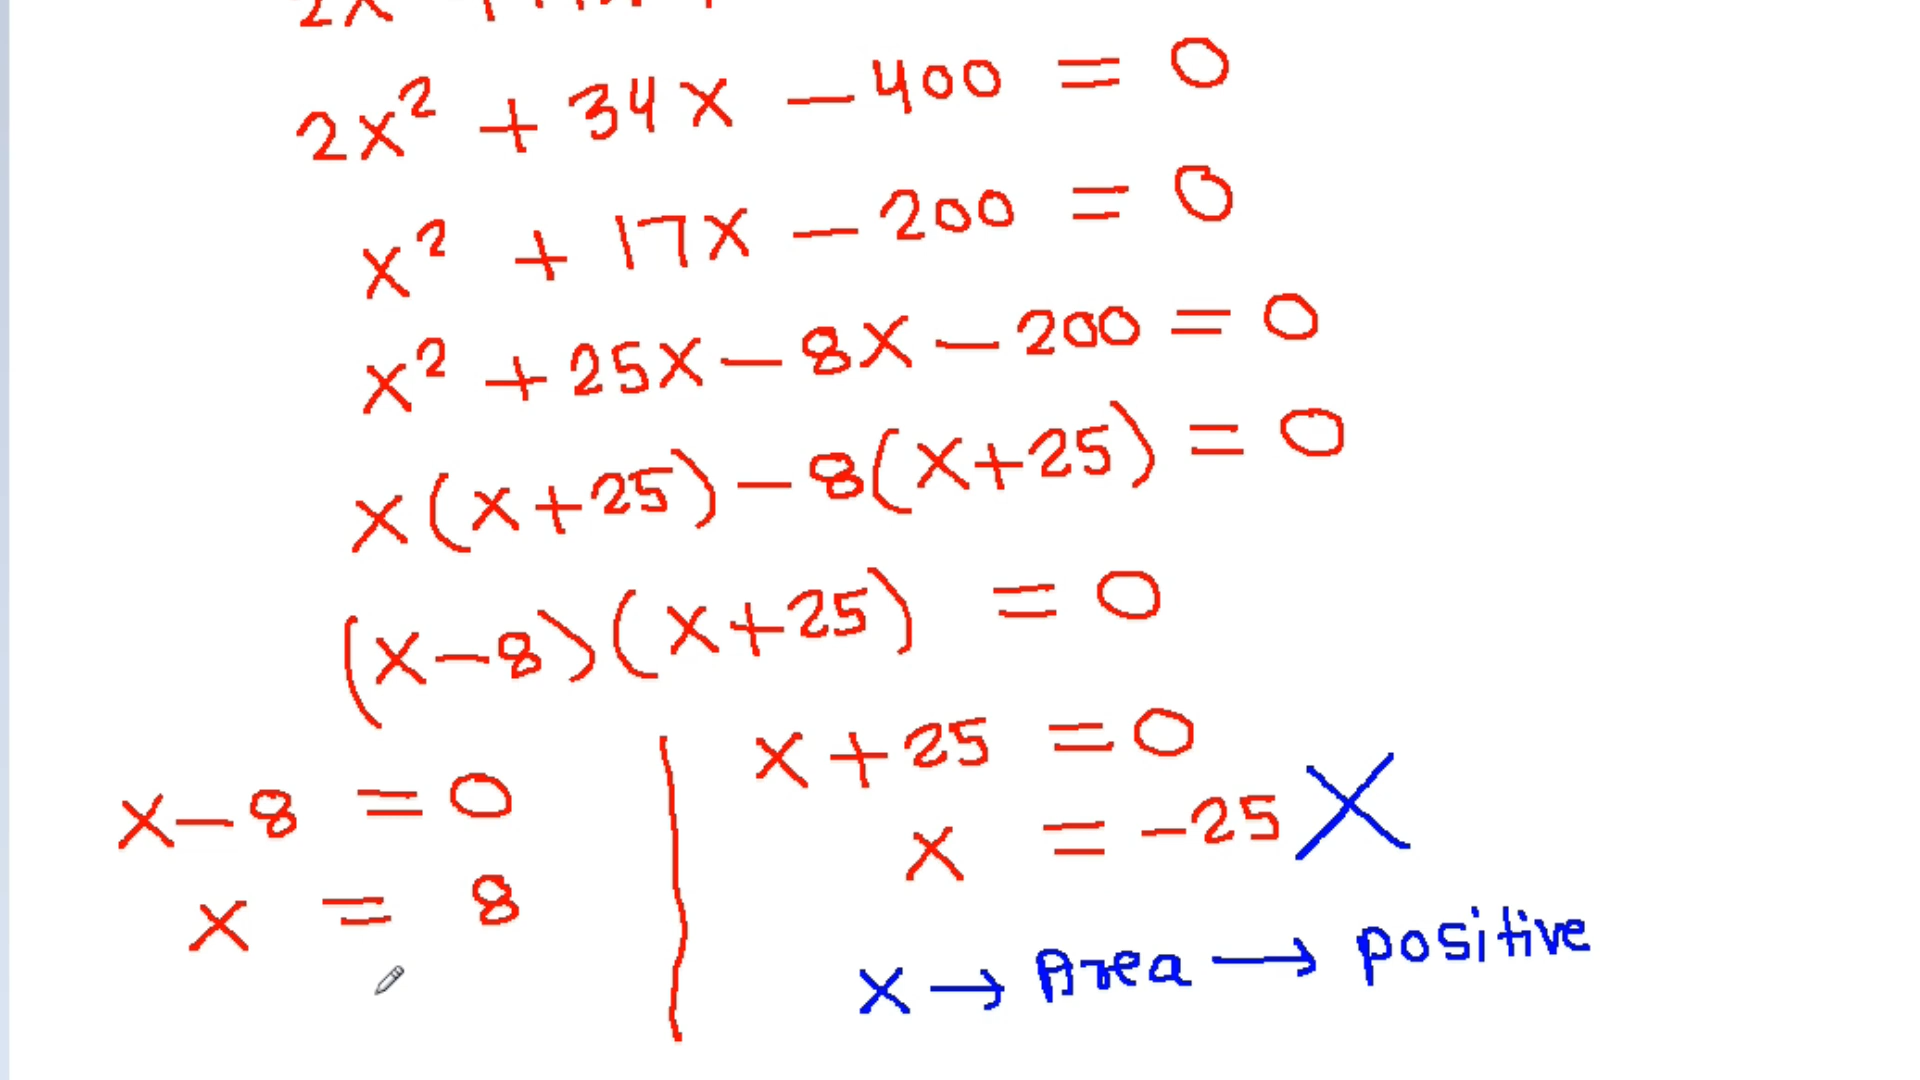 2x² + 34x − 400 = 0
x² + 17x − 200 = 0
x² + 25x − 8x − 200 = 0
x(x+25) − 8(x+25) = 0
(x−8)(x+25) = 0
x−8 = 0
x = 8
x+25 = 0
x = −25 X
x → Area → positive